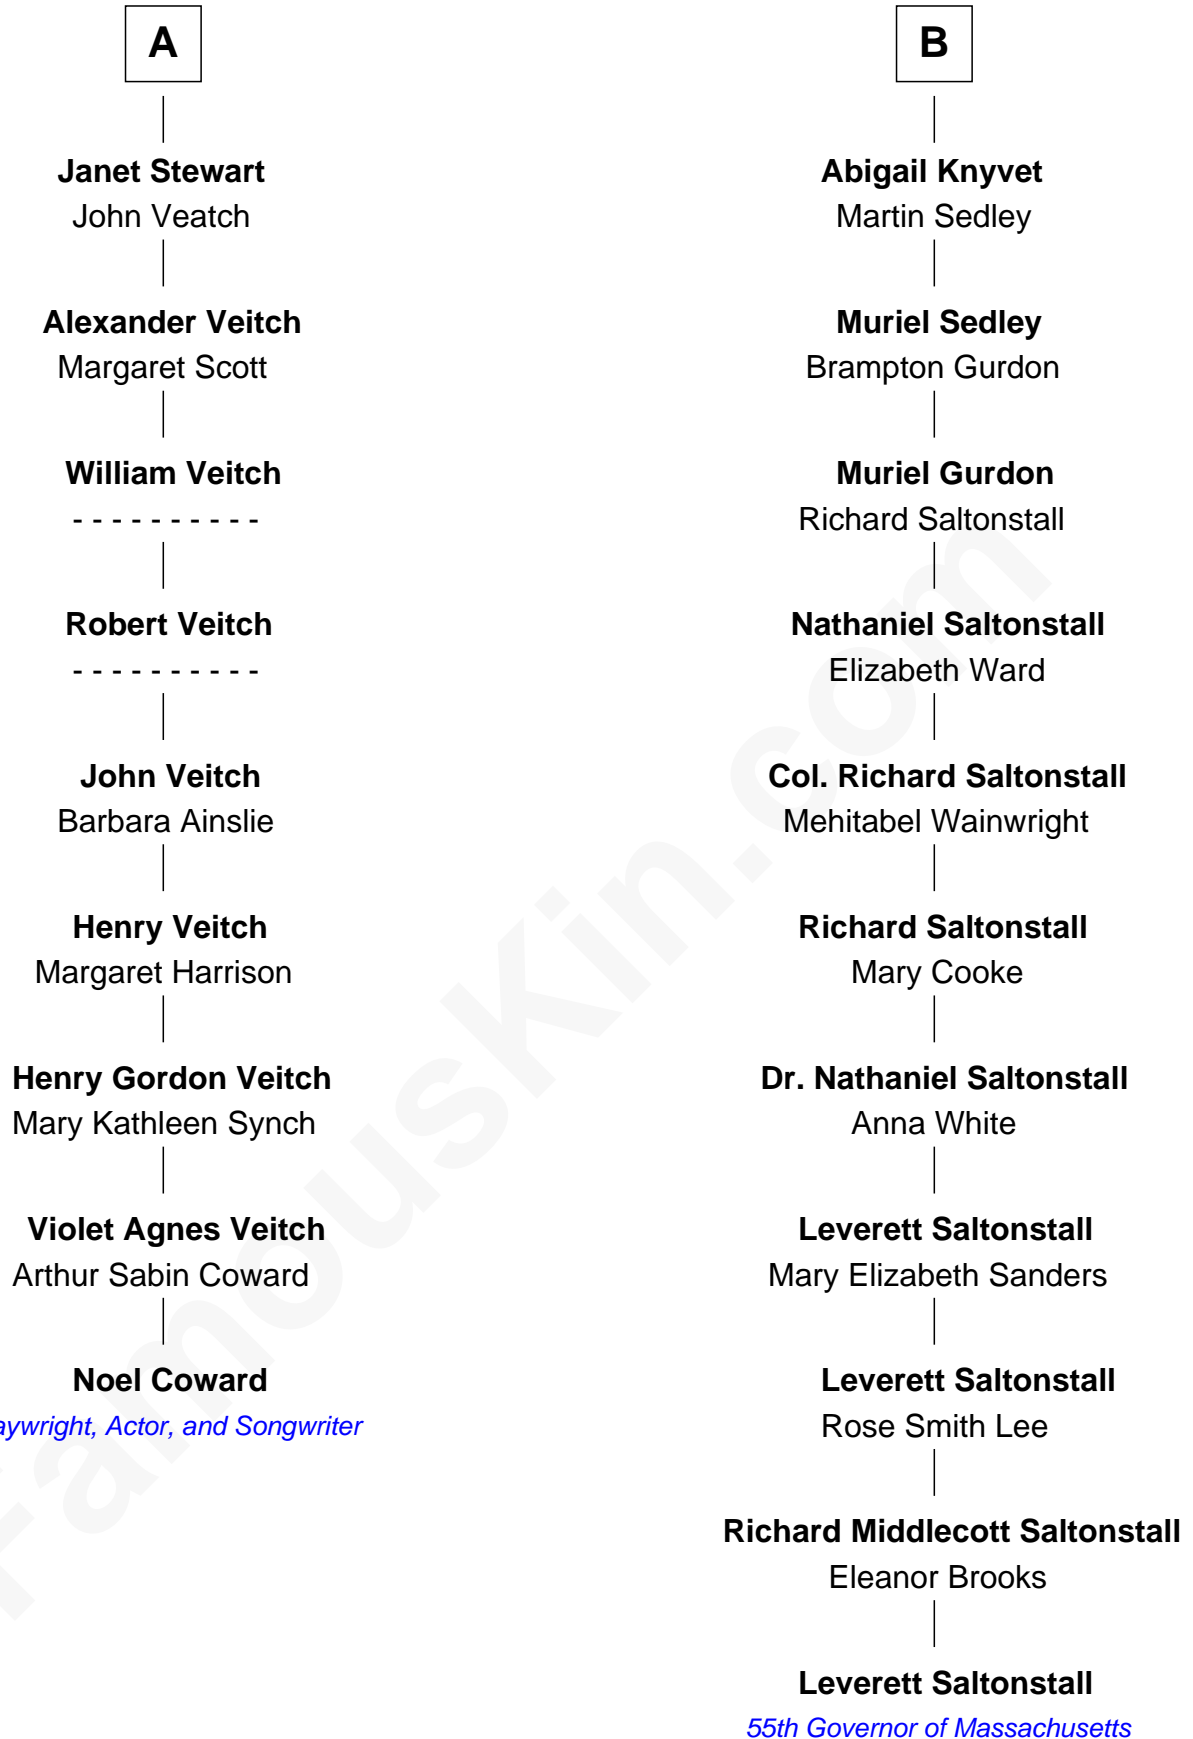 A
Janet Stewart
John Veatch
Alexander Veitch
Margaret Scott
William Veitch
- - - - - - - - - -
Robert Veitch
- - - - - - - - - -
John Veitch
Barbara Ainslie
Henry Veitch
Margaret Harrison
Henry Gordon Veitch
Mary Kathleen Synch
Violet Agnes Veitch
Arthur Sabin Coward
Noel Coward
aywright, Actor, and Songwriter
B
Abigail Knyvet
Martin Sedley
Muriel Sedley
Brampton Gurdon
Muriel Gurdon
Richard Saltonstall
Nathaniel Saltonstall
Elizabeth Ward
Col. Richard Saltonstall
Mehitabel Wainwright
Richard Saltonstall
Mary Cooke
Dr. Nathaniel Saltonstall
Anna White
Leverett Saltonstall
Mary Elizabeth Sanders
Leverett Saltonstall
Rose Smith Lee
Richard Middlecott Saltonstall
Eleanor Brooks
Leverett Saltonstall
55th Governor of Massachusetts
FamousKin.com